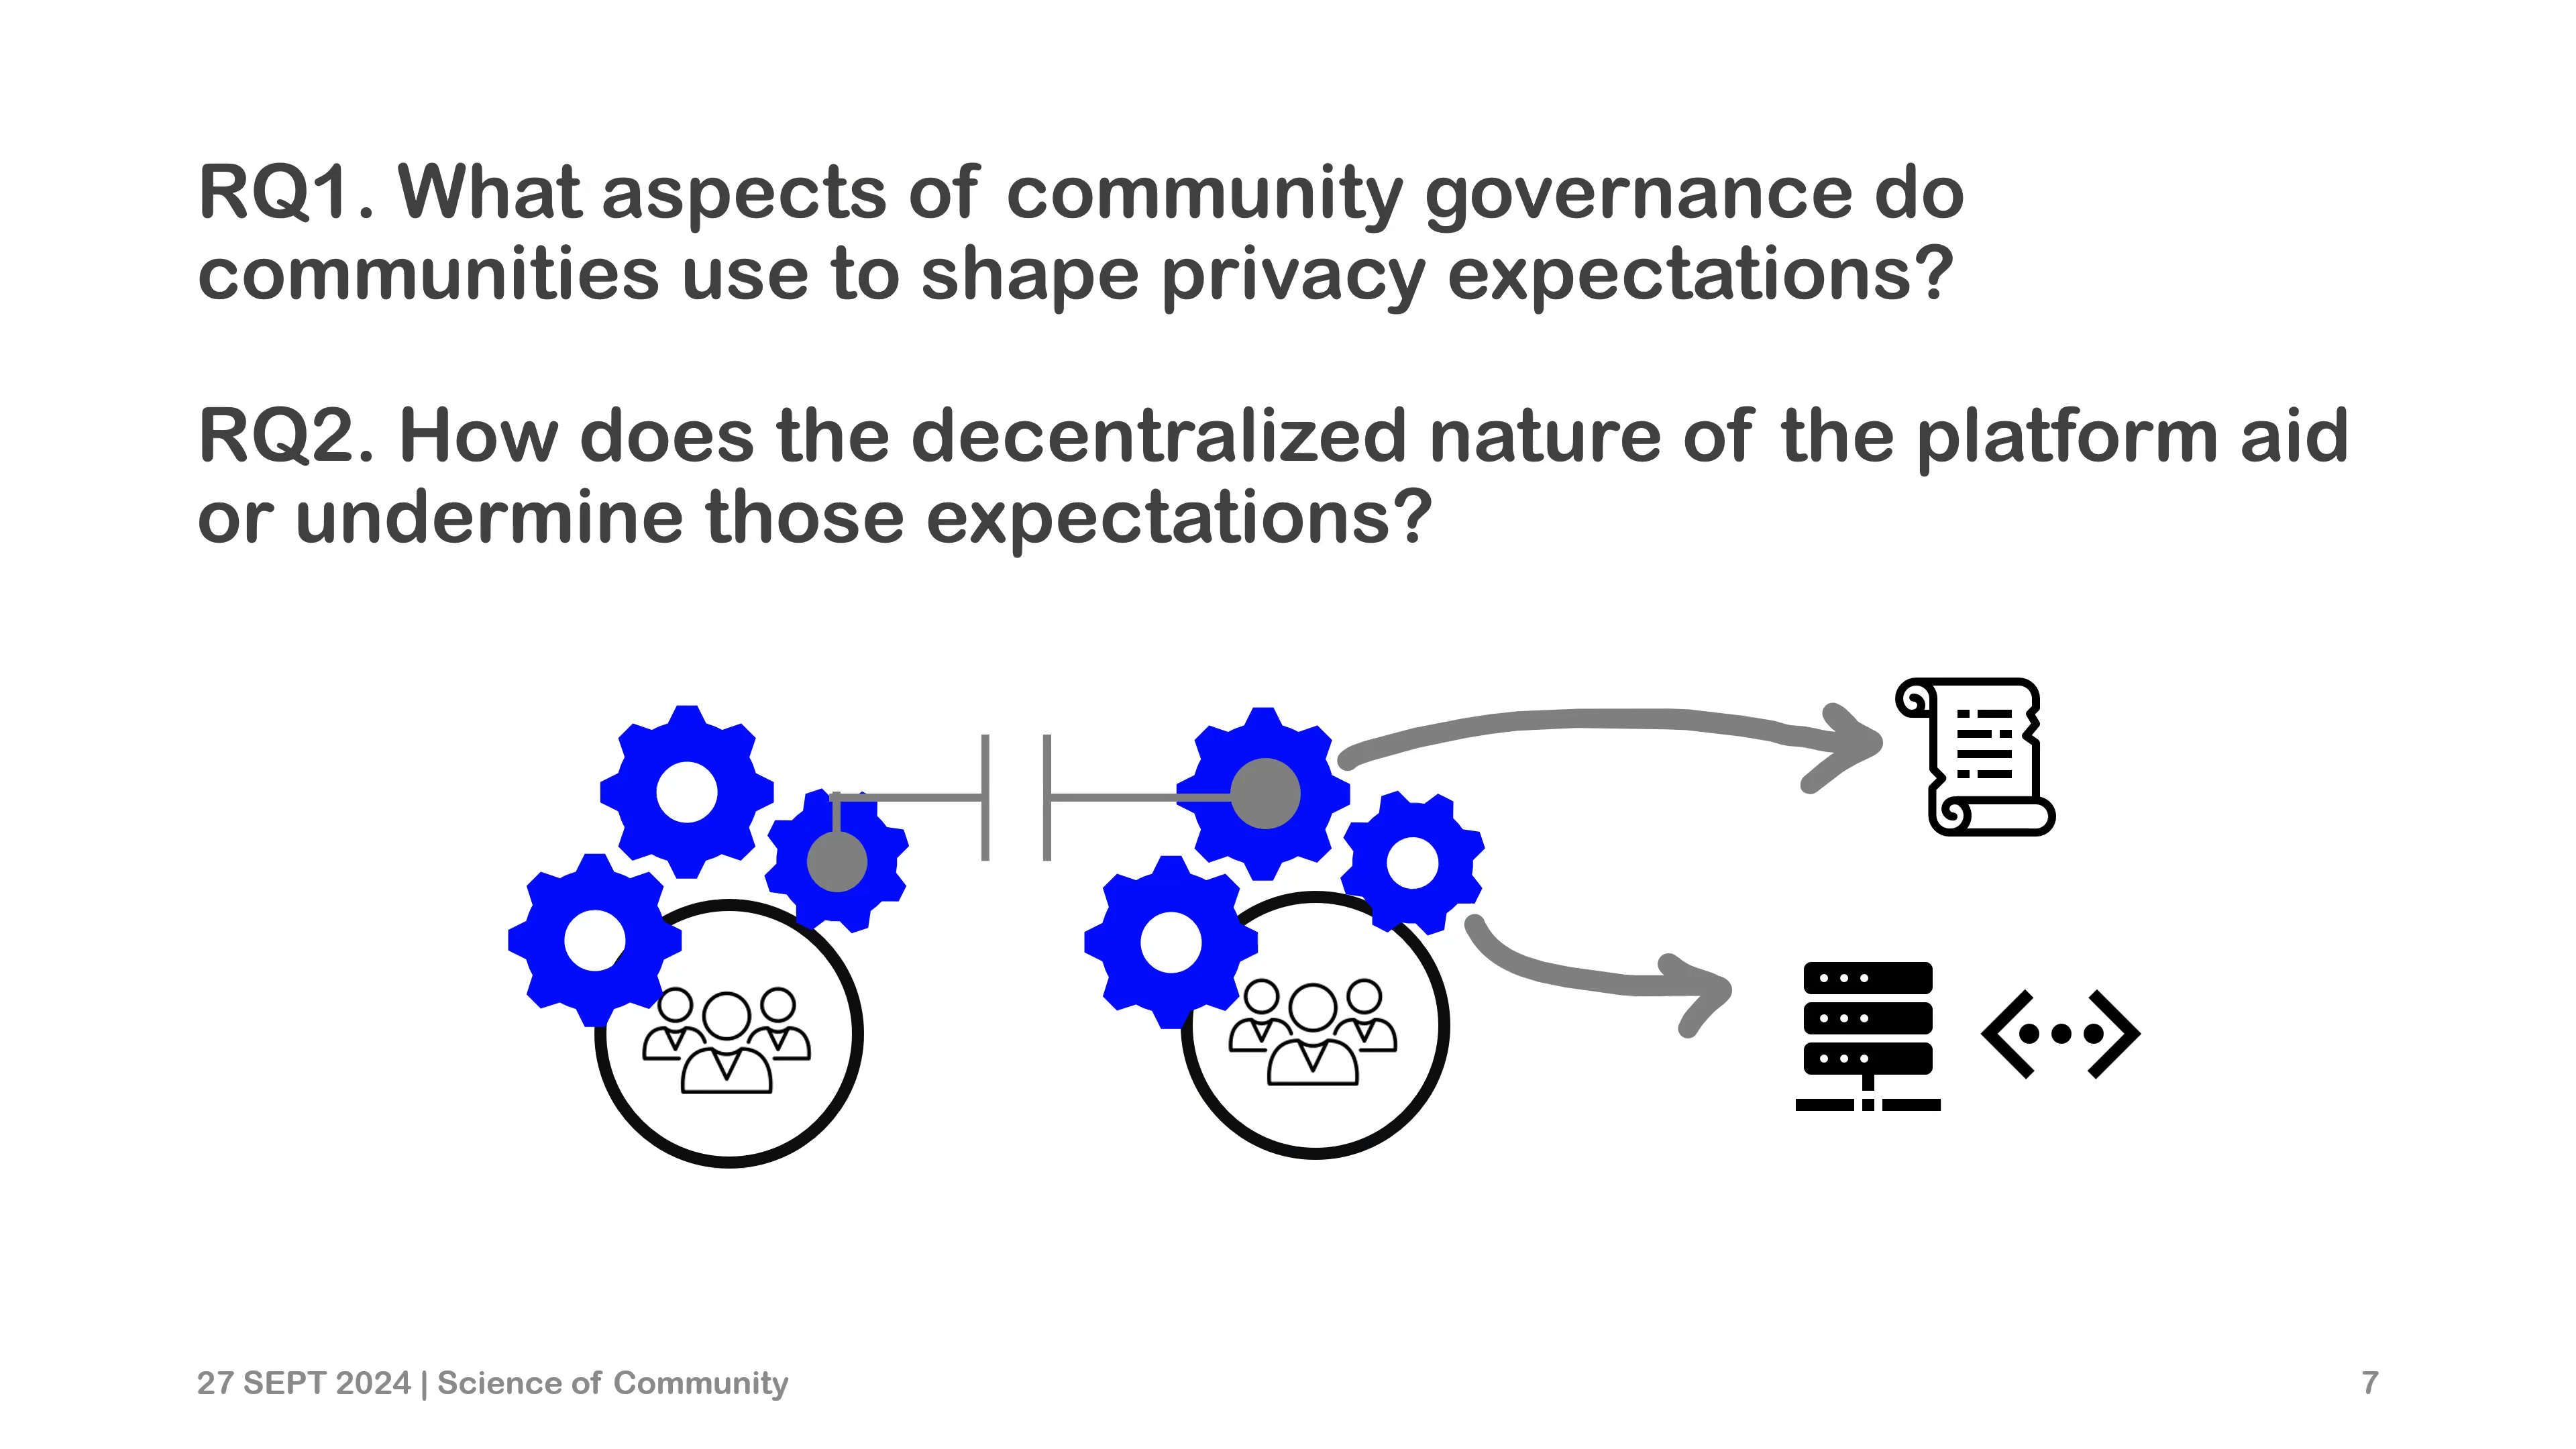 RQ1. What aspects of community governance do
communities use to shape privacy expectations?
RQ2. How does the decentralized nature of the platform aid
or undermine those expectations?
27 SEPT 2024 | Science of Community
7